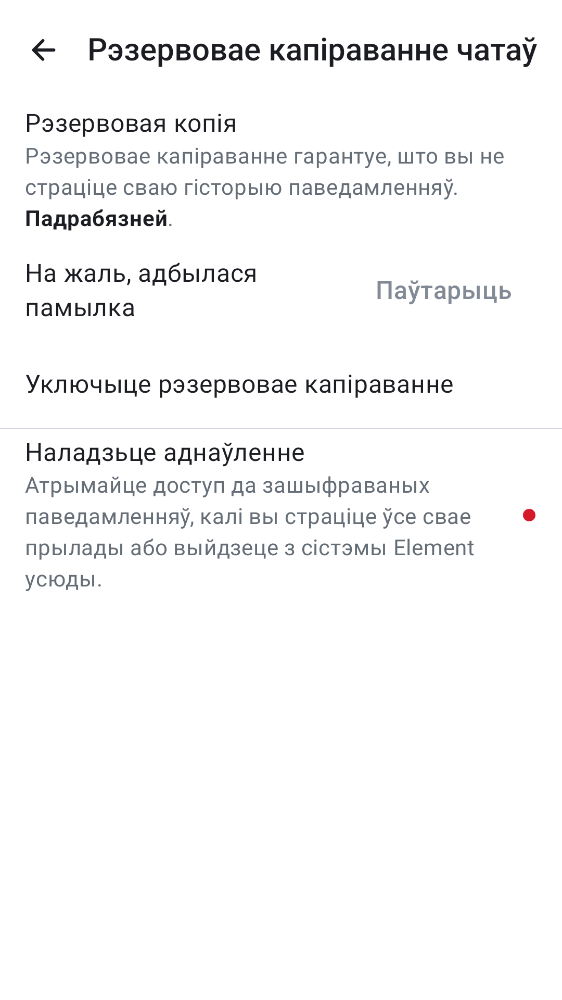 Рэзервовае капіраванне чатаў
Рэзервовая копія
Рэзервовае капіраванне гарантуе, што вы не
страціце сваю гісторыю паведамленняў.
Падрабязней.
На жаль, адбылася
памылка
Паўтарыць
Уключыце рэзервовае капіраванне
Наладзьце аднаўленне
Атрымайце доступ да зашыфраваных
паведамленняў, калі вы страціце ўсе свае
прылады або выйдзеце з сістэмы Element
усюды.